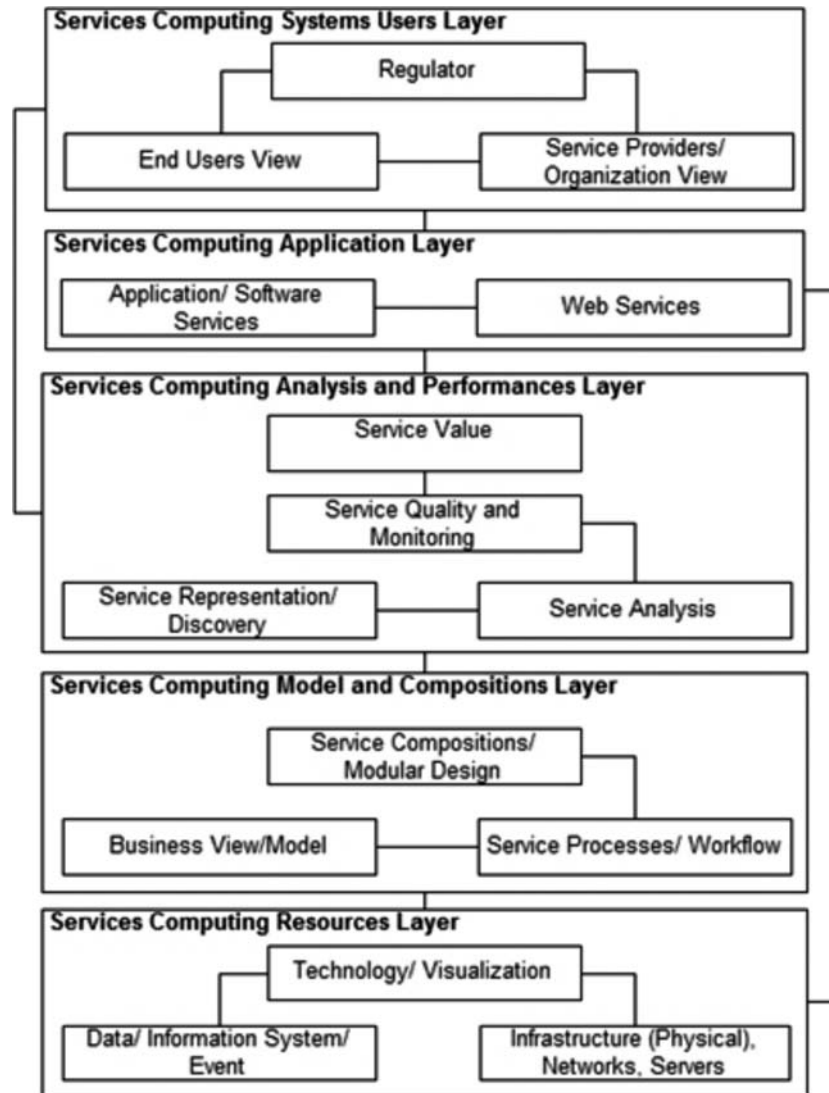 Services Computing Systems Users Layer
Regulator
End Users View
Service Providers/
Organization View
Services Computing Application Layer
Application/ Software
Services
Web Services
Services Computing Analysis and Performances Layer
Service Value
Service Quality and
Monitoring
Service Representation/
Discovery
Service Analysis
Services Computing Model and Compositions Layer
Service Compositions/
Modular Design
Business View/Model
Service Processes/ Workflow
Services Computing Resources Layer
Technology/ Visualization
Data/ Information System/
Event
Infrastructure (Physical),
Networks, Servers